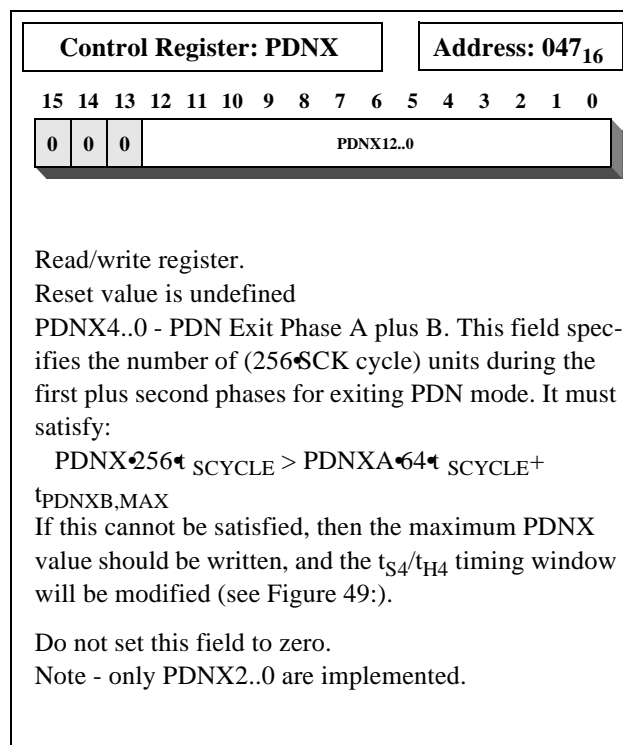 Control Register: PDNX Address: 047₁₆
15 14 13 12 11 10 9 8 7 6 5 4 3 2 1 0
0 0 0 PDNX12..0
Read/write register.
Reset value is undefined
PDNX4..0 - PDN Exit Phase A plus B. This field spec-
ifies the number of (256•SCK cycle) units during the
first plus second phases for exiting PDN mode. It must
satisfy:
PDNX•256•t SCYCLE > PDNXA•64•t SCYCLE+
tPDNXB,MAX
If this cannot be satisfied, then the maximum PDNX
value should be written, and the tS4/tH4 timing window
will be modified (see Figure 49:).
Do not set this field to zero.
Note - only PDNX2..0 are implemented.